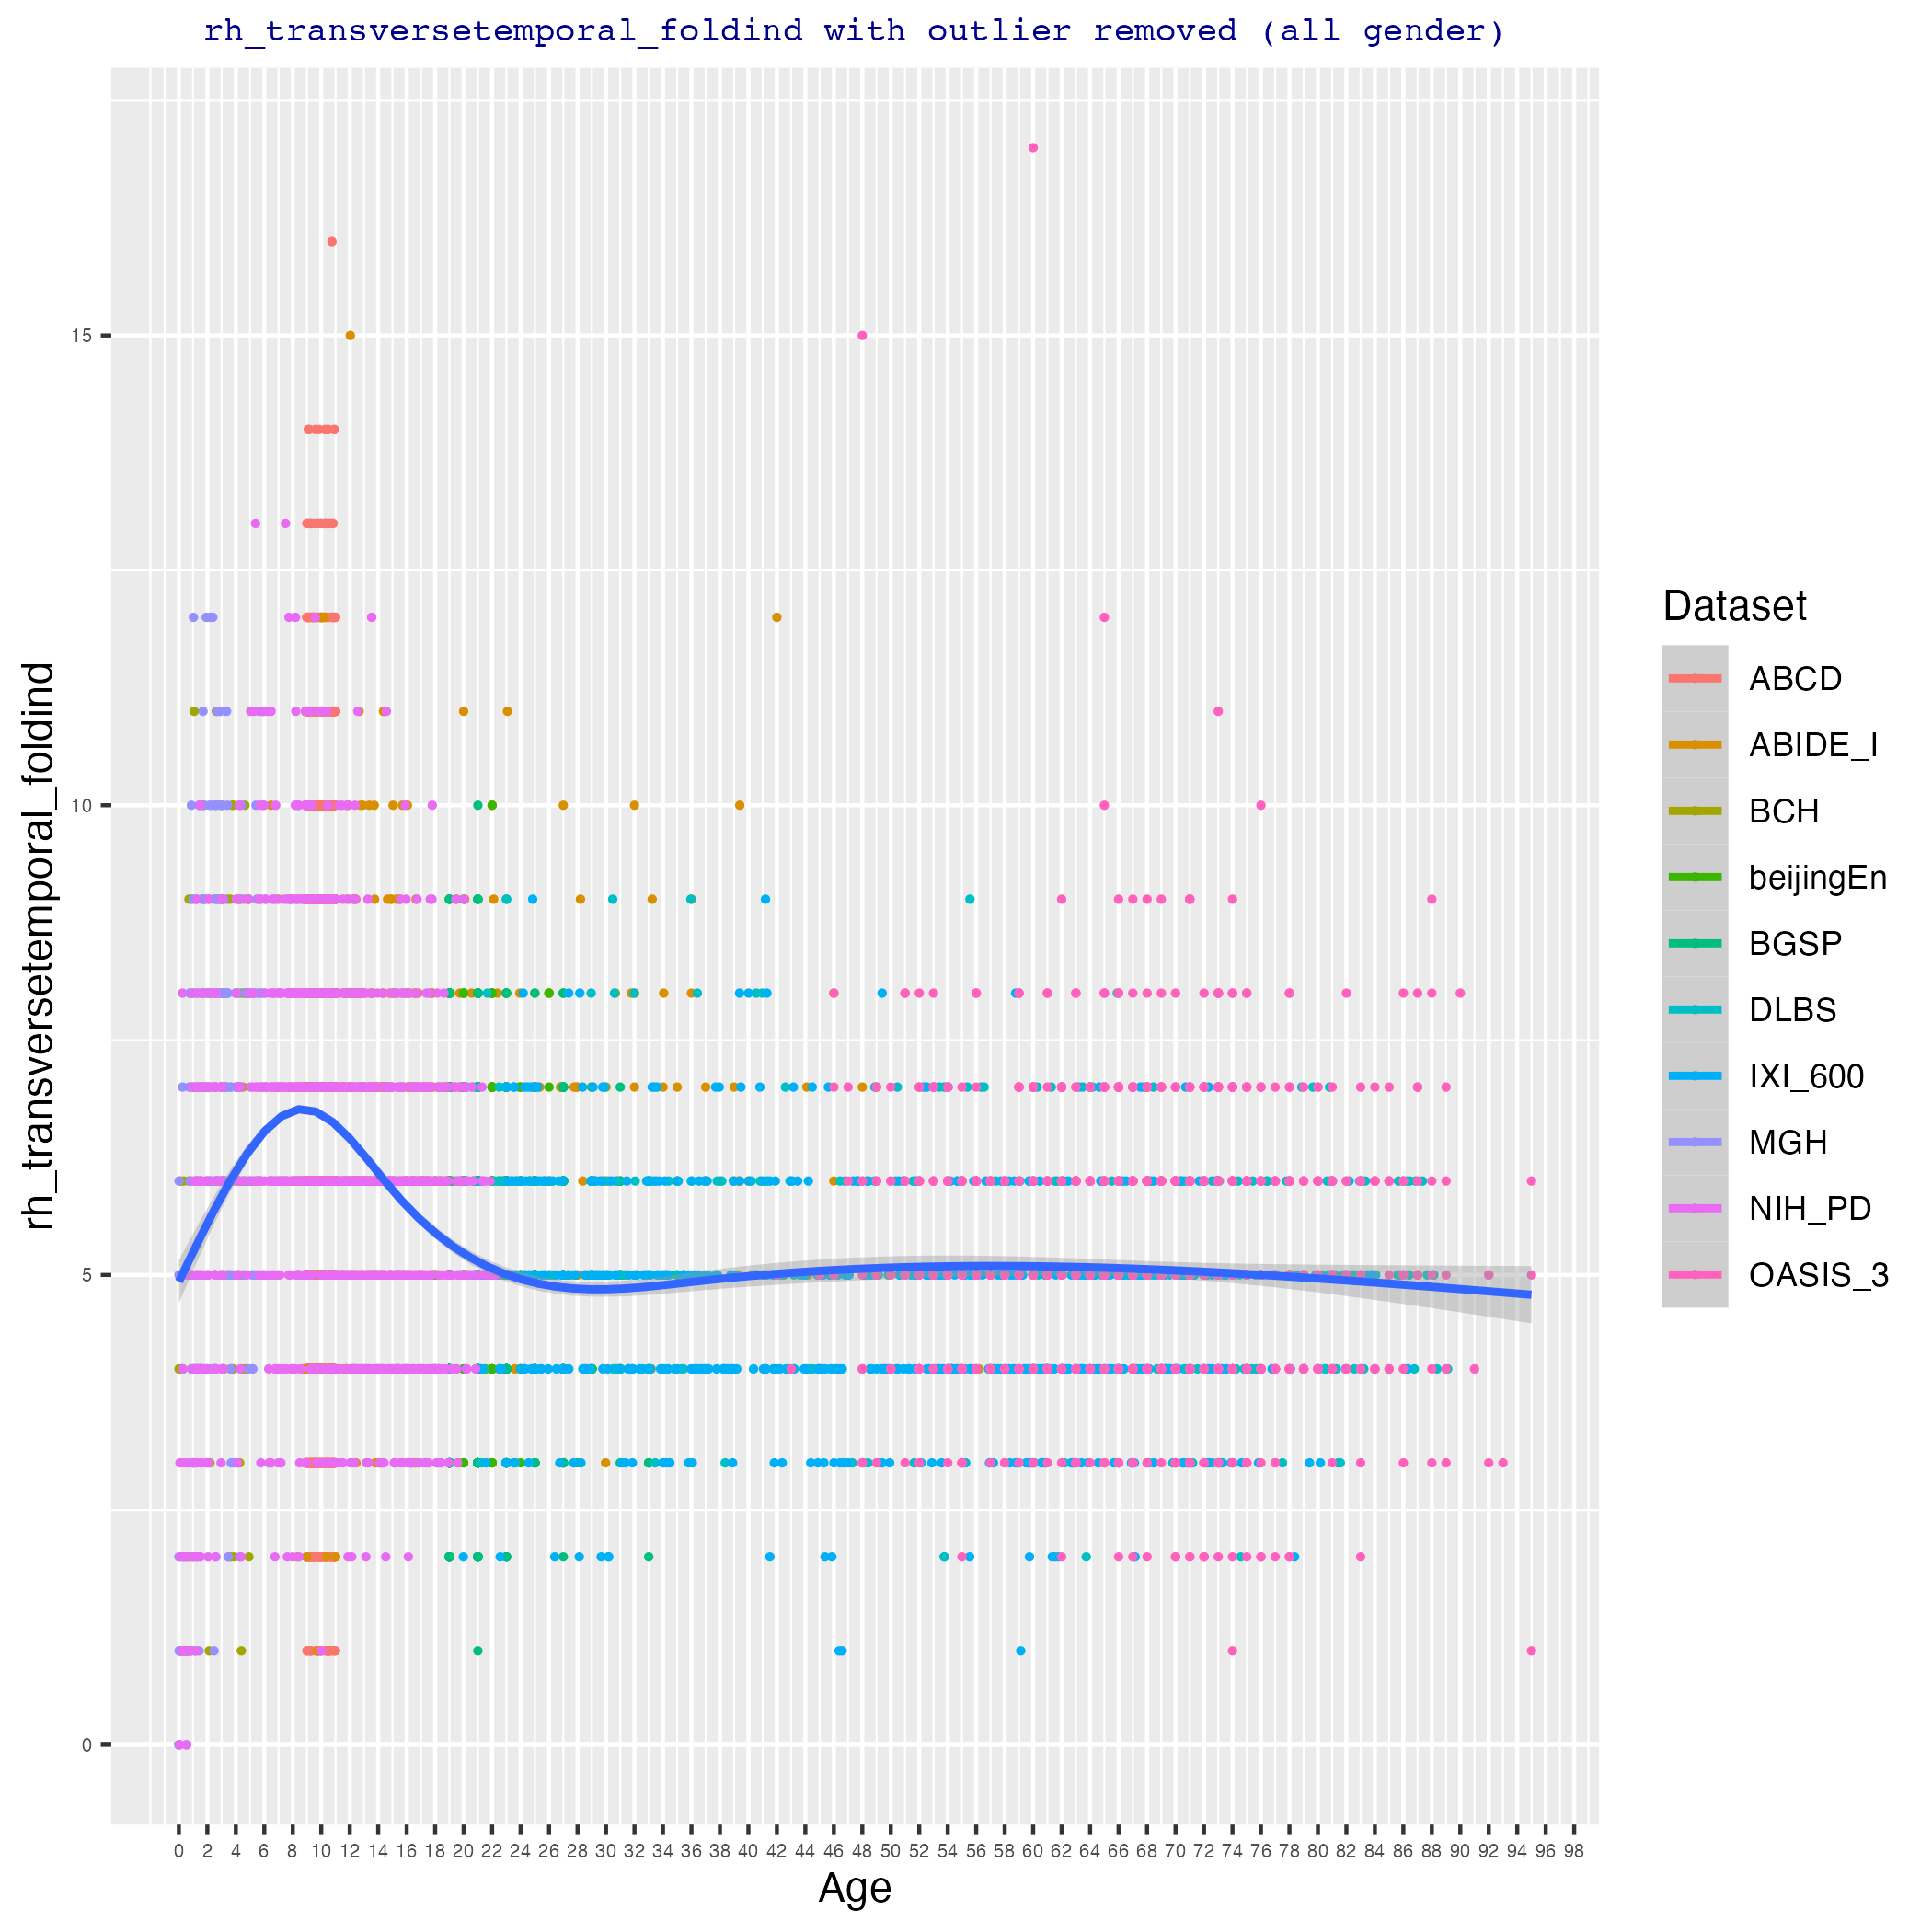 rh_transversetemporal_foldind with outlier removed (all gender)
rh_transversetemporal_foldind
15
10
5
0
0 2 4 6 8 10 12 14 16 18 20 22 24 26 28 30 32 34 36 38 40 42 44 46 48 50 52 54 56 58 60 62 64 66 68 70 72 74 76 78 80 82 84 86 88 90 92 94 96 98
Age
Dataset
ABCD
ABIDE_I
BCH
beijingEn
BGSP
DLBS
IXI_600
MGH
NIH_PD
OASIS_3